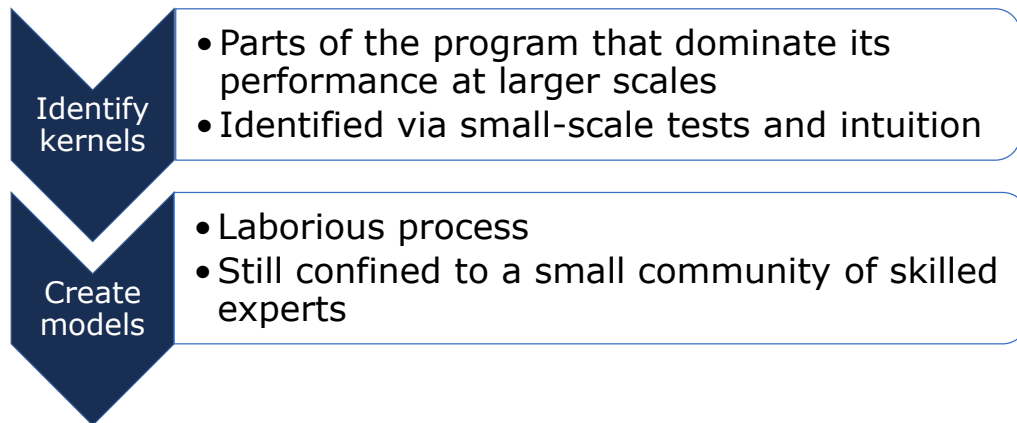 Identify
kernels
• Parts of the program that dominate its
performance at larger scales
• Identified via small-scale tests and intuition
Create
models
• Laborious process
• Still confined to a small community of skilled
experts